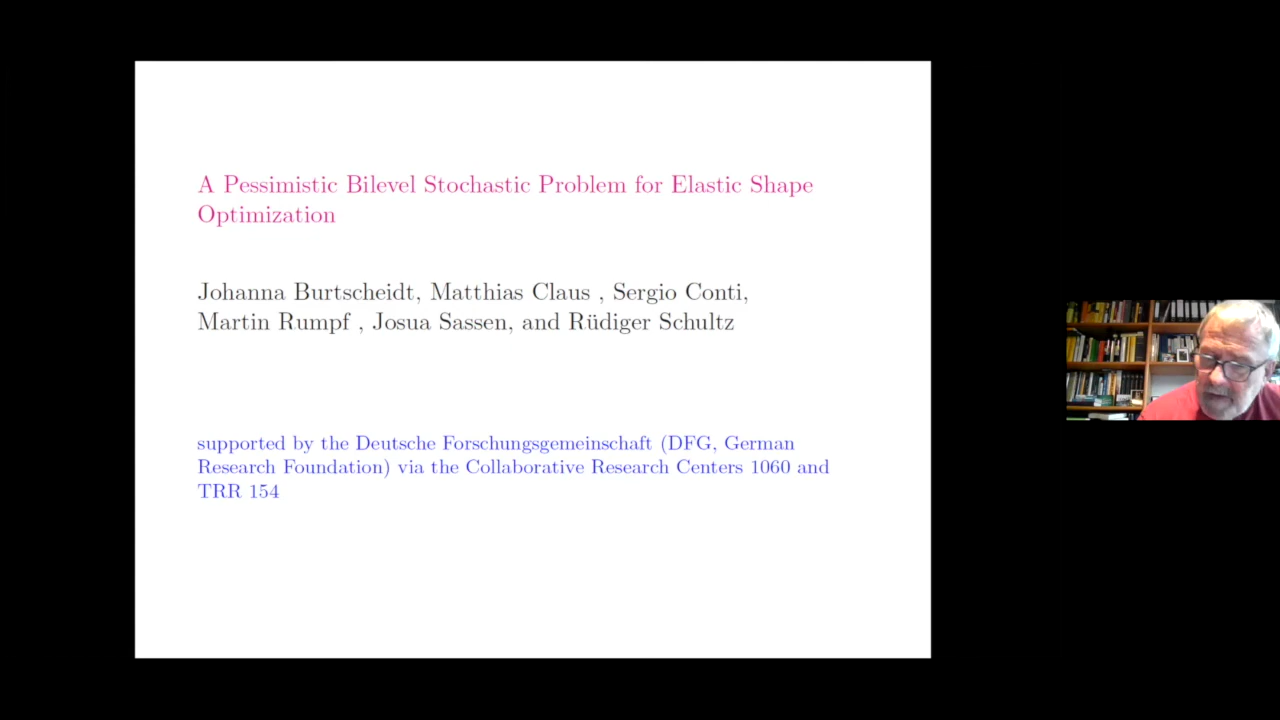 A Pessimistic Bilevel Stochastic Problem for Elastic Shape
Optimization
Johanna Burtscheidt, Matthias Claus , Sergio Conti,
Martin Rumpf , Josua Sassen, and Rüdiger Schultz
supported by the Deutsche Forschungsgemeinschaft (DFG, German
Research Foundation) via the Collaborative Research Centers 1060 and
TRR 154